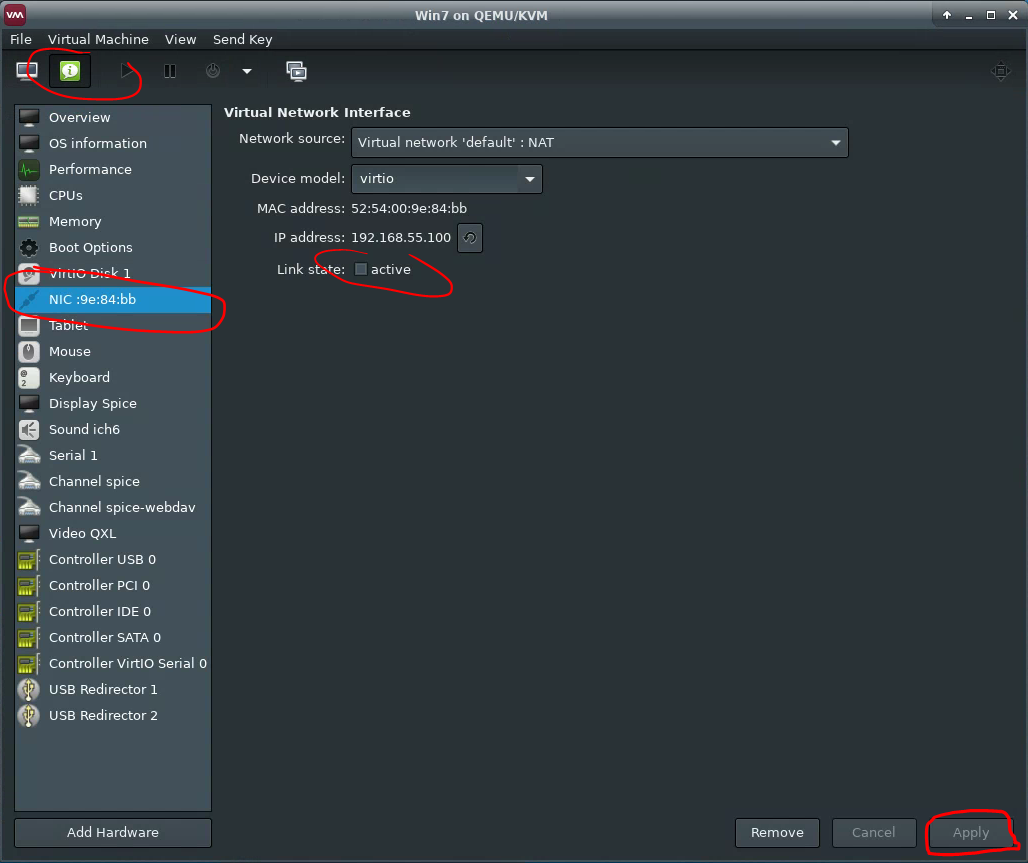 VM
Win7 on QEMU/KVM
File Virtual Machine View Send Key
i
Overview
OS information
Performance
CPUs
Memory
Boot Options
VirtIO Disk 1
NIC :9e:84:bb
Tablet
Mouse
@
2
Keyboard
Display Spice
Sound ich6
Serial 1
Channel spice
Channel spice-webdav
Video QXL
Controller USB 0
Controller PCI 0
Controller IDE 0
Controller SATA 0
Controller VirtIO Serial 0
USB Redirector 1
USB Redirector 2
Add Hardware
Virtual Network Interface
Network source: Virtual network 'default' : NAT
Device model: virtio
MAC address: 52:54:00:9e:84:bb
IP address: 192.168.55.100
Link state: active
Remove Cancel Apply